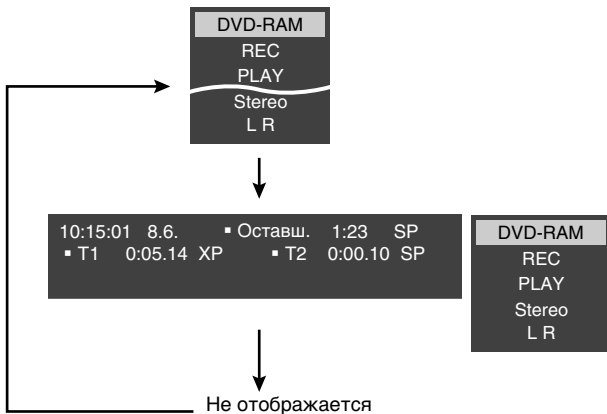 DVD-RAM
REC
PLAY
Stereo
L R
10:15:01 8.6. ▪ Оставш. 1:23 SP
▪ T1 0:05.14 XP ▪ T2 0:00.10 SP
DVD-RAM
REC
PLAY
Stereo
L R
Не отображается